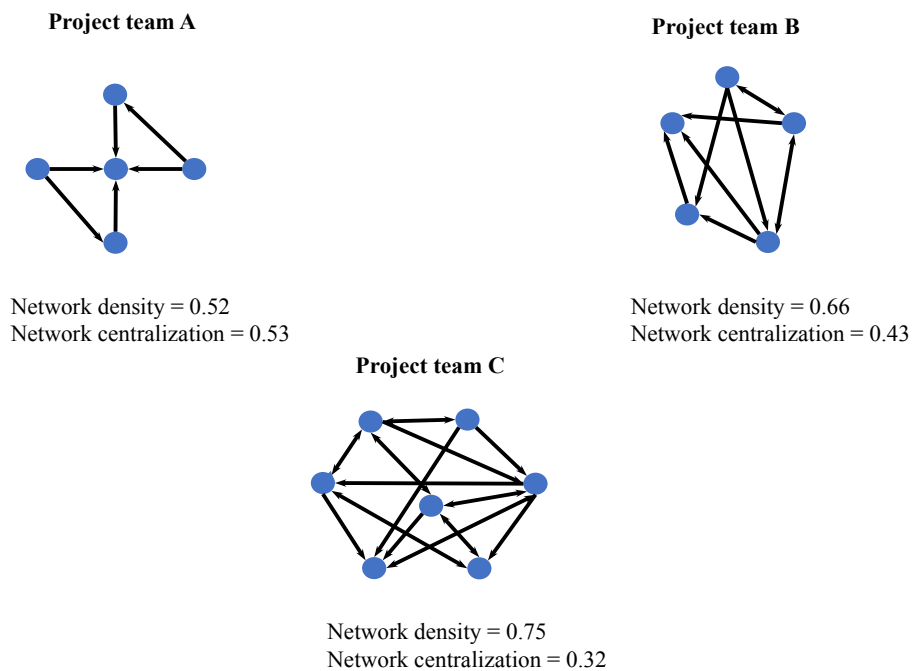 Project team A
Project team B
Network density = 0.52
Network centralization = 0.53
Network density = 0.66
Network centralization = 0.43
Project team C
Network density = 0.75
Network centralization = 0.32